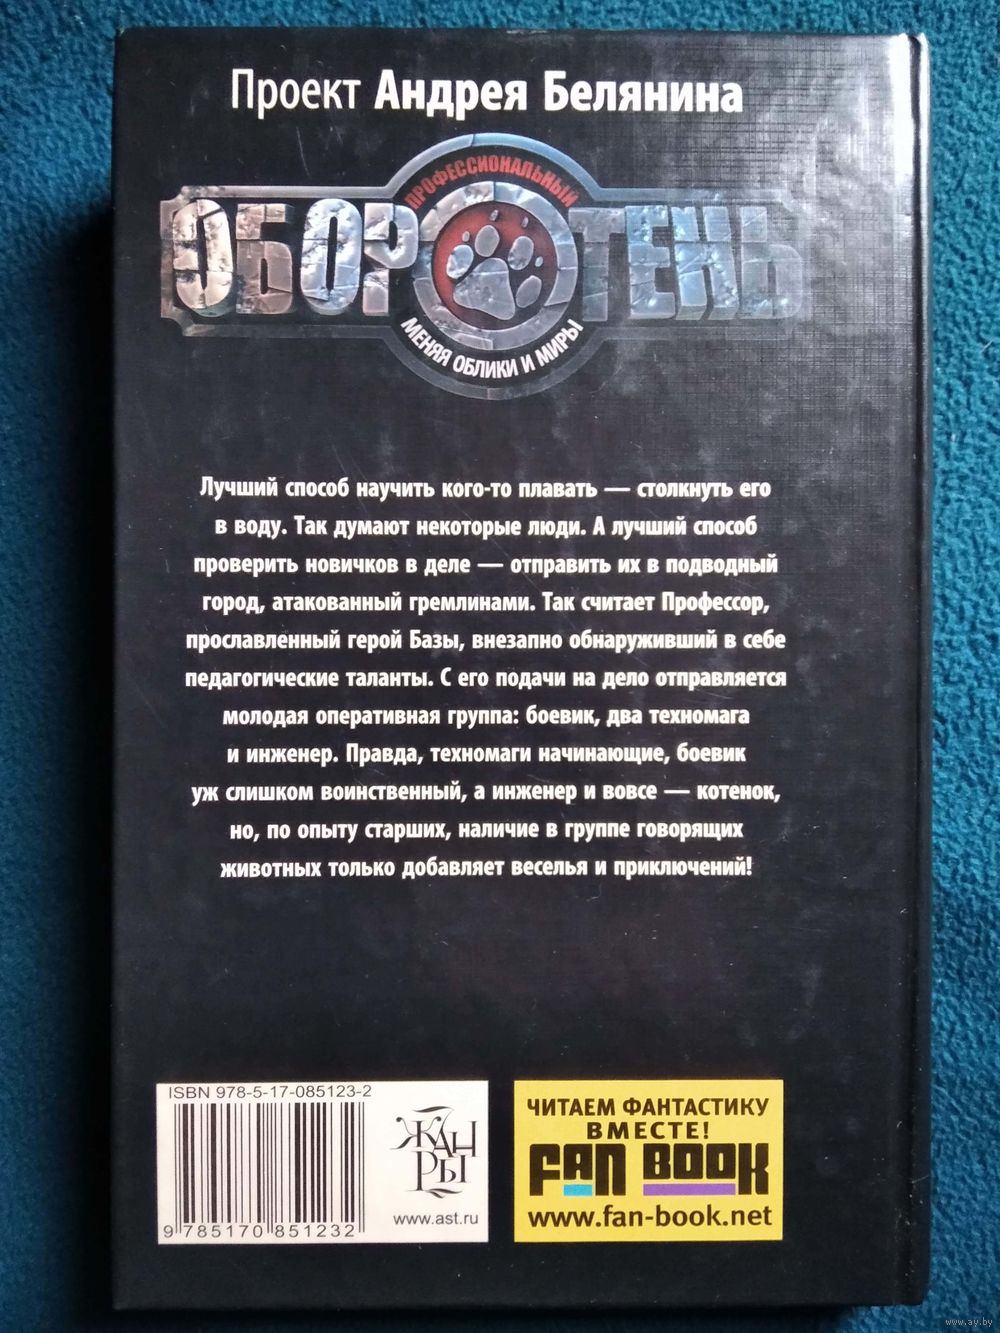 Проект Андрея Белянина
ПРОФЕССИОНАЛЬНЫЙ
ОБОРОТЕНЬ
МЕНЯЯ ОБЛИКИ И МИРЫ
Лучший способ научить кого-то плавать — столкнуть его
в воду. Так думают некоторые люди. А лучший способ
проверить новичков в деле — отправить их в подводный
город, атакованный гремлинами. Так считает Профессор,
прославленный герой Базы, внезапно обнаруживший в себе
педагогические таланты. С его подачи на дело отправляется
молодая оперативная группа: боевик, два техномага
и инженер. Правда, техномаги начинающие, боевик
уж слишком воинственный, а инженер и вовсе — котенок,
но, по опыту старших, наличие в группе говорящих
животных только добавляет веселья и приключений!
ISBN 978-5-17-085123-2
9 785170 851232
ЖАН
РЫ
www.ast.ru
ЧИТАЕМ ФАНТАСТИКУ
ВМЕСТЕ!
FAN BOOK
www.fan-book.net
www.ay.by